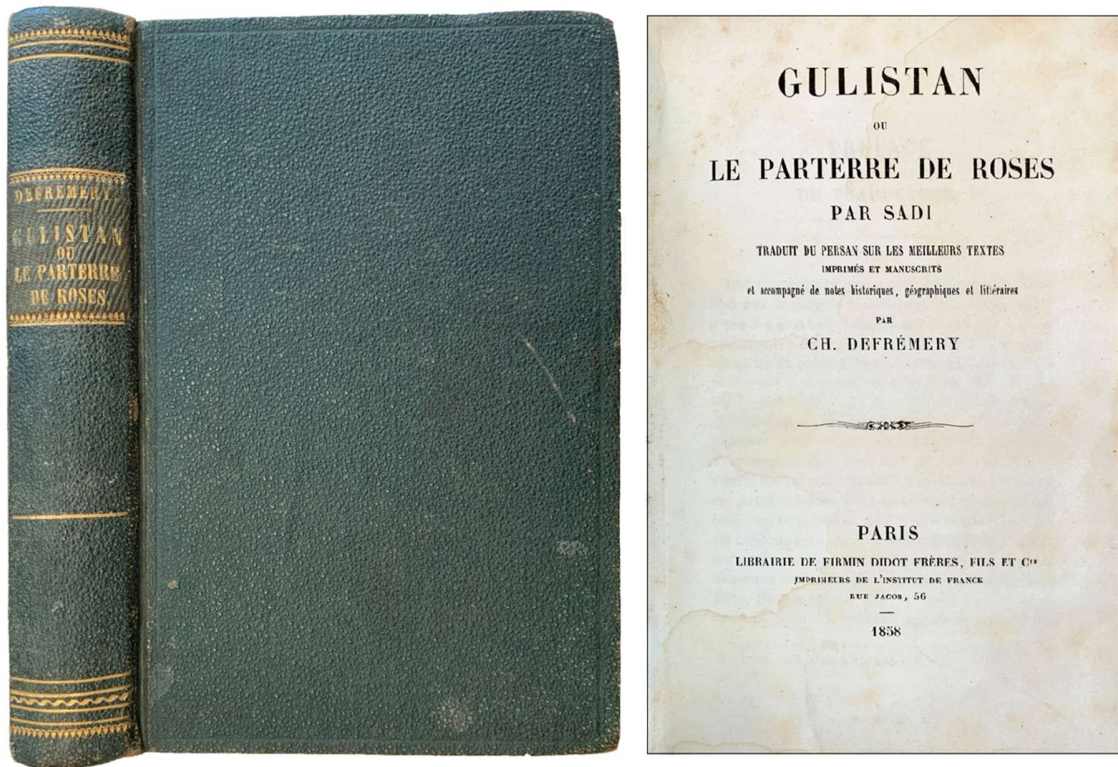 DEFRÉMERY
GULISTAN
OU
LE PARTERRE
DE ROSES.
GULISTAN
OU
LE PARTERRE DE ROSES
PAR SADI
TRADUIT DU PERSAN SUR LES MEILLEURS TEXTES
IMPRIMÉS ET MANUSCRITS
et accompagné de notes historiques, géographiques et littéraires
PAR
CH. DEFRÉMERY
PARIS
LIBRAIRIE DE FIRMIN DIDOT FRÈRES, FILS ET Cie
IMPRIMEURS DE L'INSTITUT DE FRANCE
RUE JACOB, 56
1858